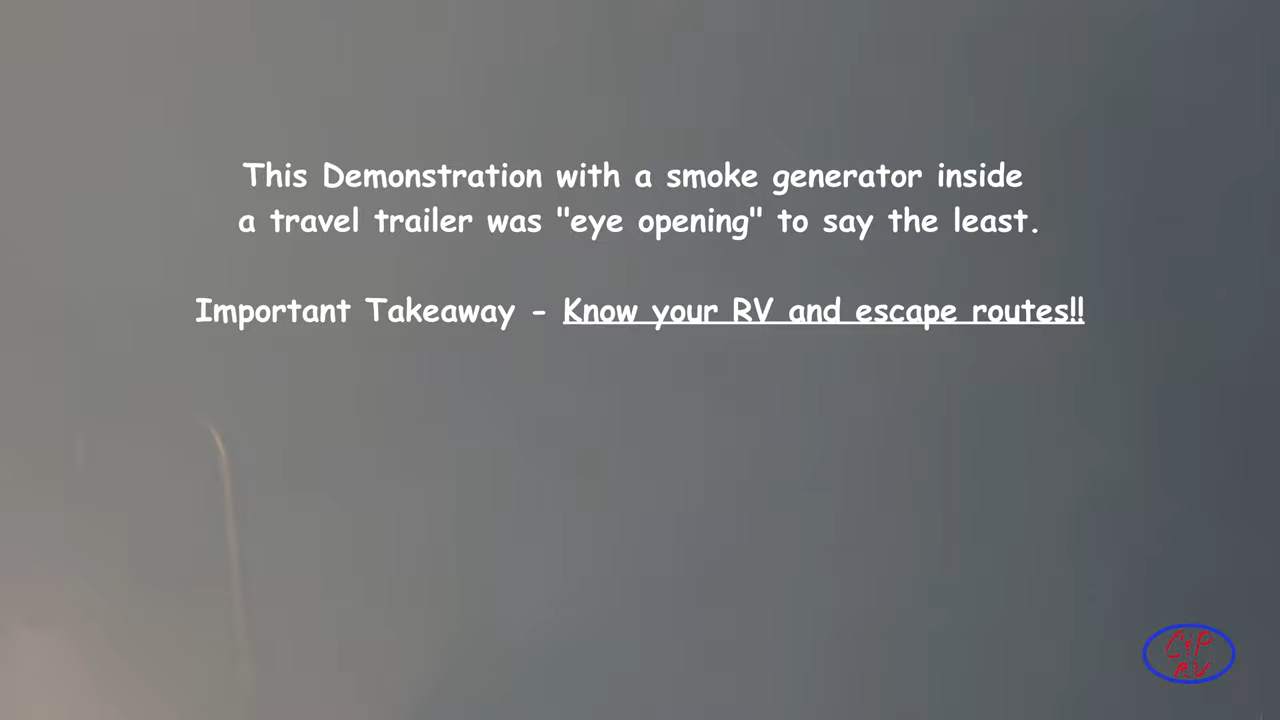 This Demonstration with a smoke generator inside
a travel trailer was "eye opening" to say the least.
Important Takeaway - Know your RV and escape routes!!
C&P
RV